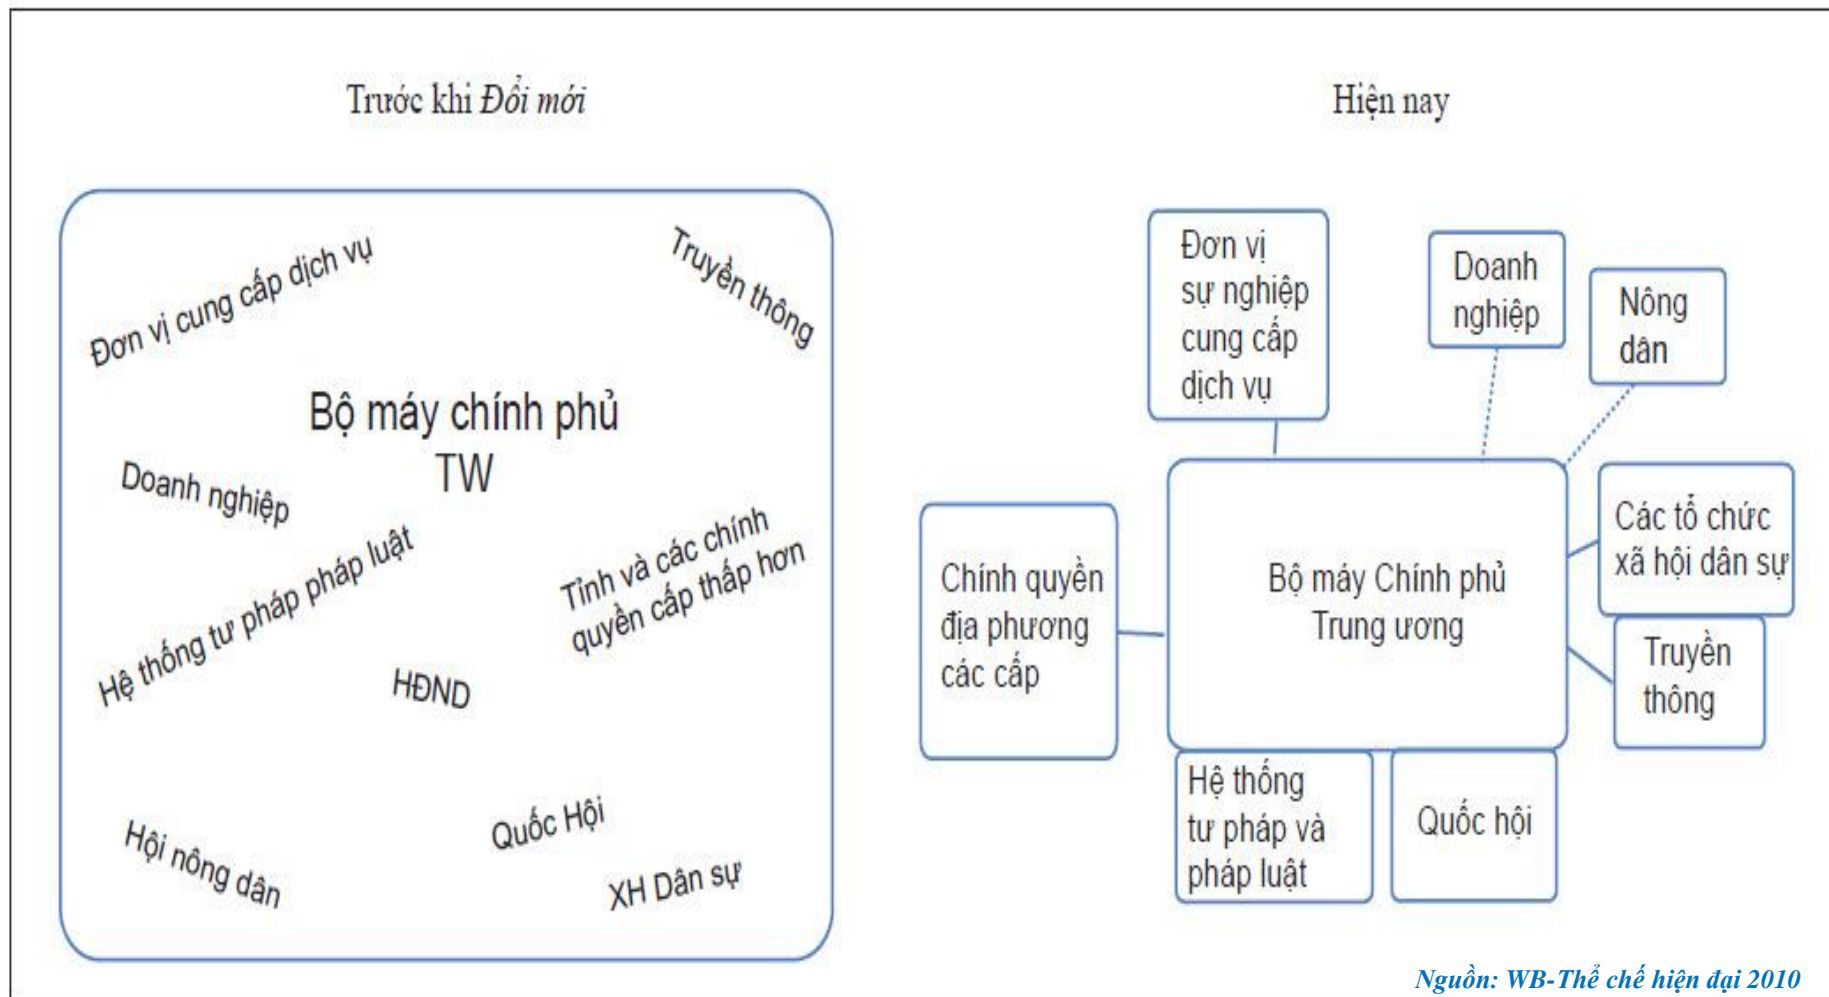 Trước khi Đổi mới
Đơn vị cung cấp dịch vụ
Truyền thông
Bộ máy chính phủ
TW
Doanh nghiệp
Hệ thống tư pháp pháp luật
Tỉnh và các chính
quyền cấp thấp hơn
HĐND
Quốc Hội
Hội nông dân
XH Dân sự
Hiện nay
Đơn vị
sự nghiệp
cung cấp
dịch vụ
Doanh
nghiệp
Nông
dân
Chính quyền
địa phương
các cấp
Bộ máy Chính phủ
Trung ương
Các tổ chức
xã hội dân sự
Truyền
thông
Hệ thống
tư pháp và
pháp luật
Quốc hội
Nguồn: WB-Thể chế hiện đại 2010